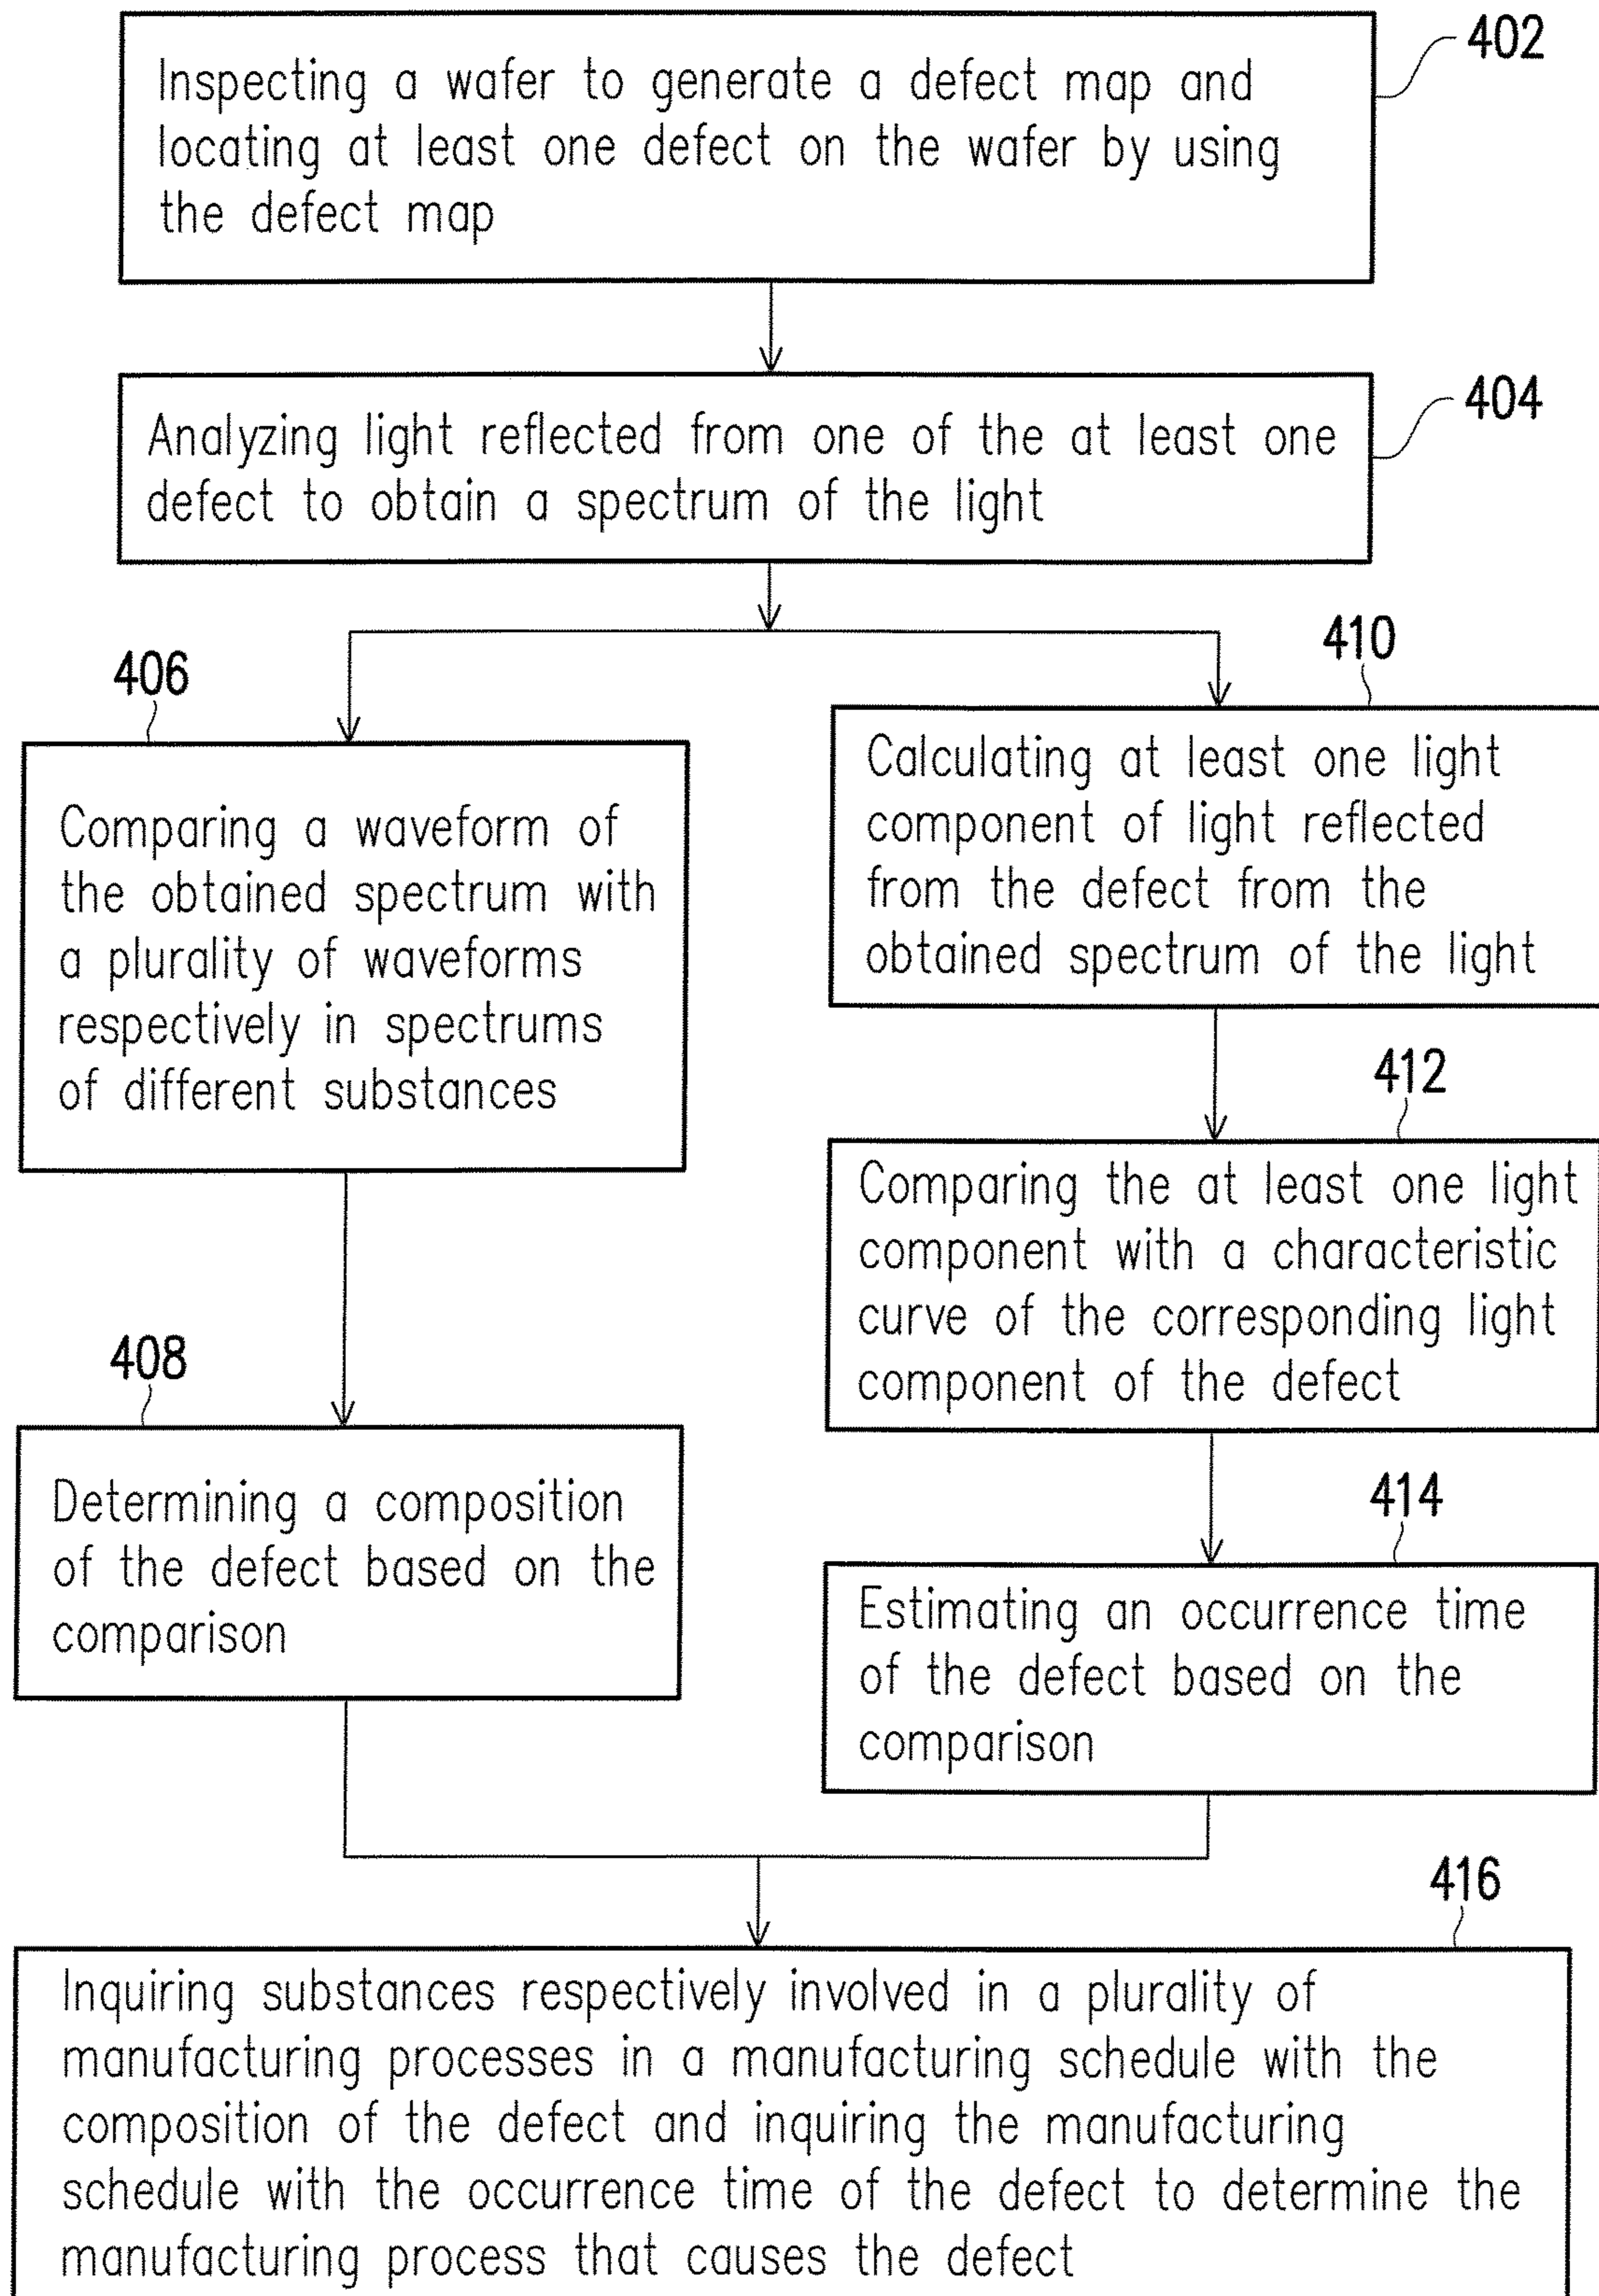 402
Inspecting a wafer to generate a defect map and
locating at least one defect on the wafer by using
the defect map
404
Analyzing light reflected from one of the at least one
defect to obtain a spectrum of the light
406
Comparing a waveform of
the obtained spectrum with
a plurality of waveforms
respectively in spectrums
of different substances
408
Determining a composition
of the defect based on the
comparison
410
Calculating at least one light
component of light reflected
from the defect from the
obtained spectrum of the light
412
Comparing the at least one light
component with a characteristic
curve of the corresponding light
component of the defect
414
Estimating an occurrence time
of the defect based on the
comparison
416
Inquiring substances respectively involved in a plurality of
manufacturing processes in a manufacturing schedule with the
composition of the defect and inquiring the manufacturing
schedule with the occurrence time of the defect to determine the
manufacturing process that causes the defect